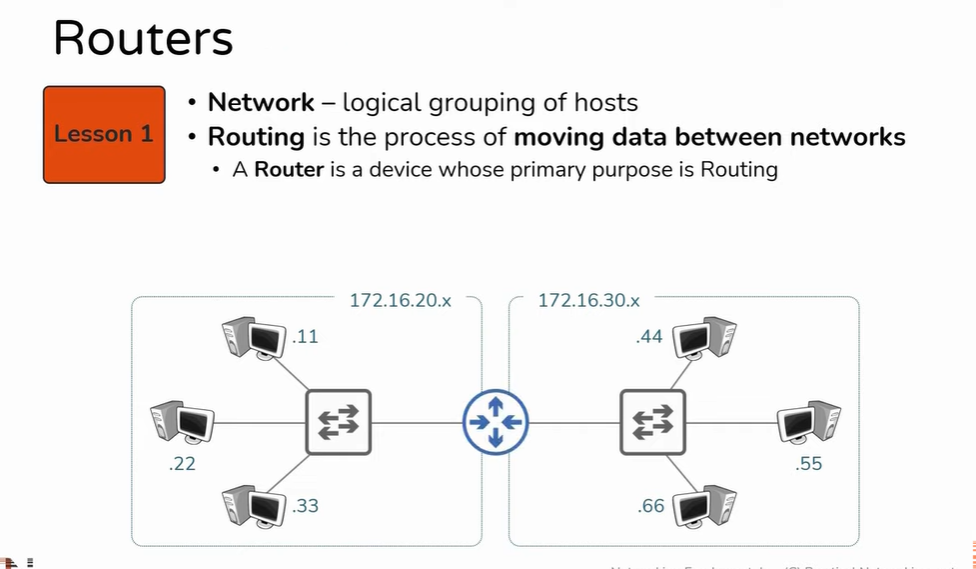 Routers
Lesson 1
• Network – logical grouping of hosts
• Routing is the process of moving data between networks
• A Router is a device whose primary purpose is Routing
172.16.20.x
172.16.30.x
.11
.44
.22
.55
.33
.66